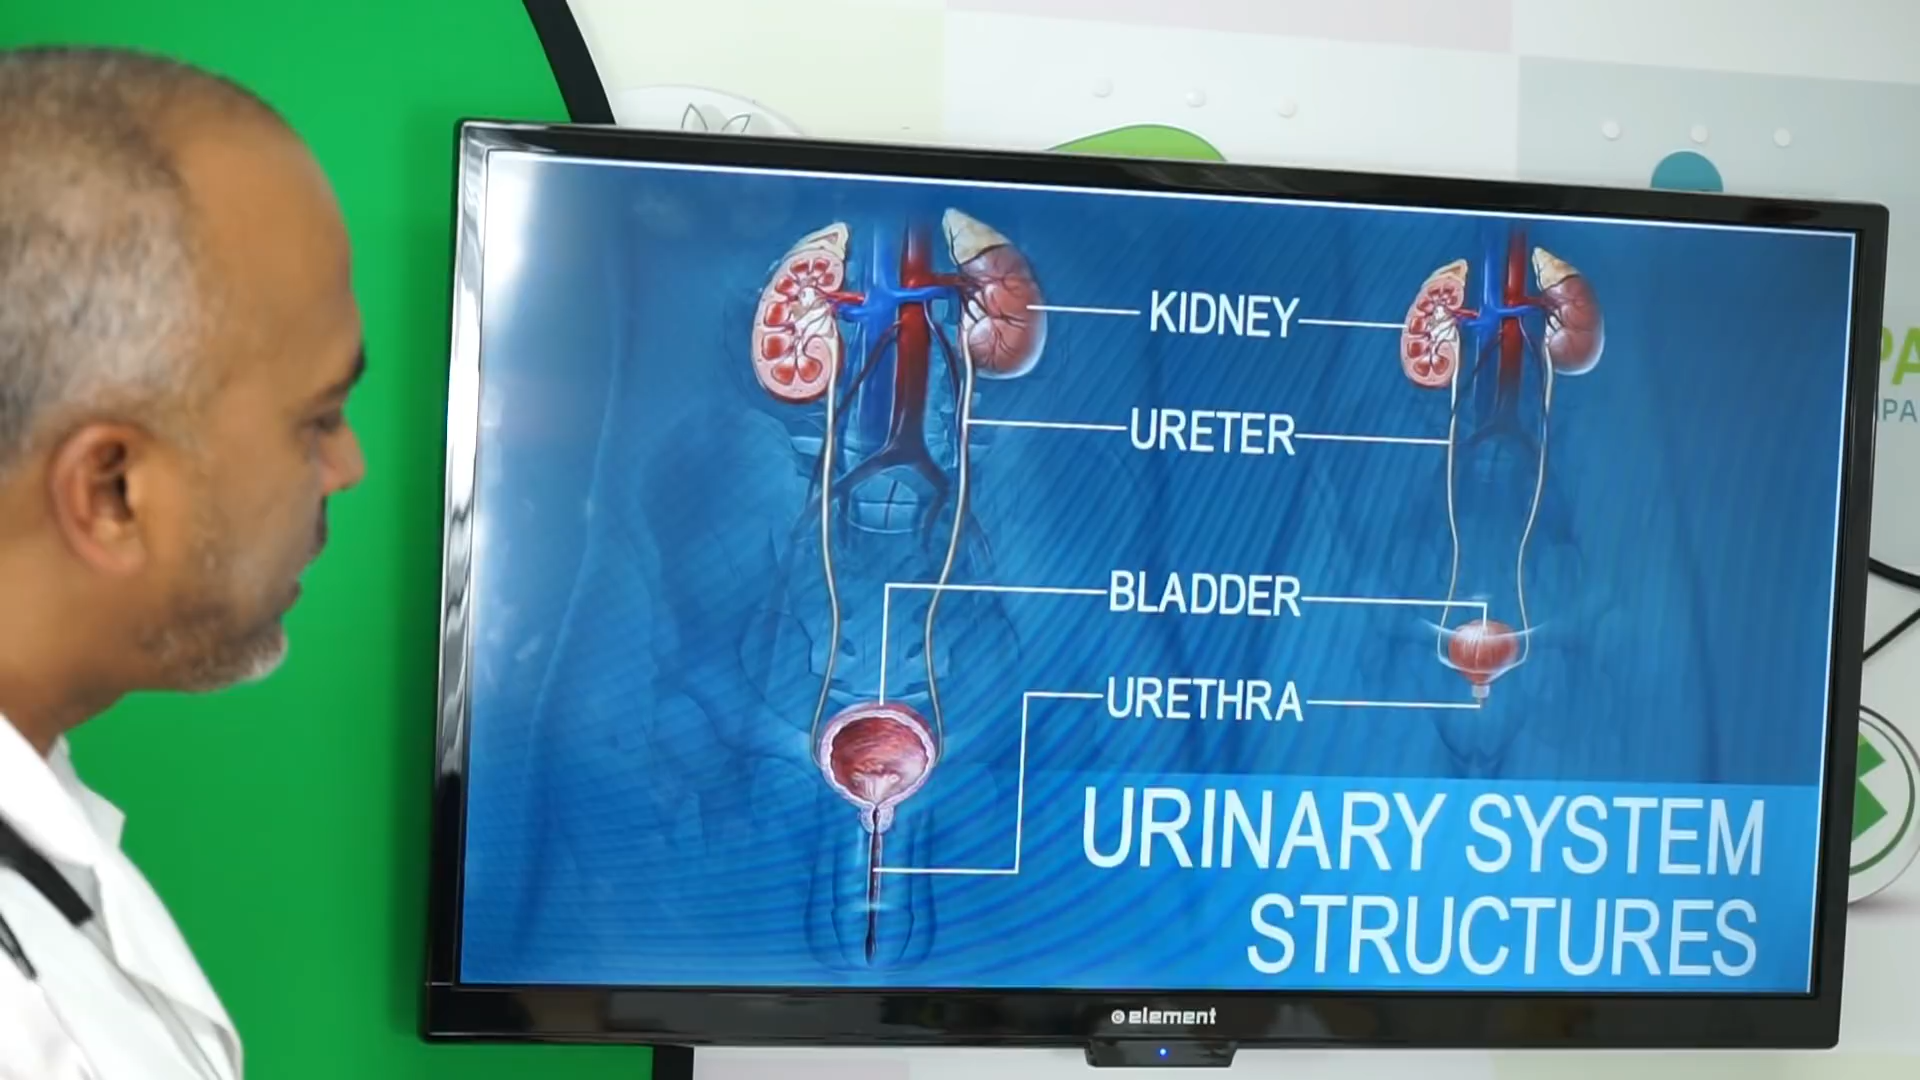 KIDNEY
URETER
BLADDER
URETHRA
URINARY SYSTEM
STRUCTURES
element